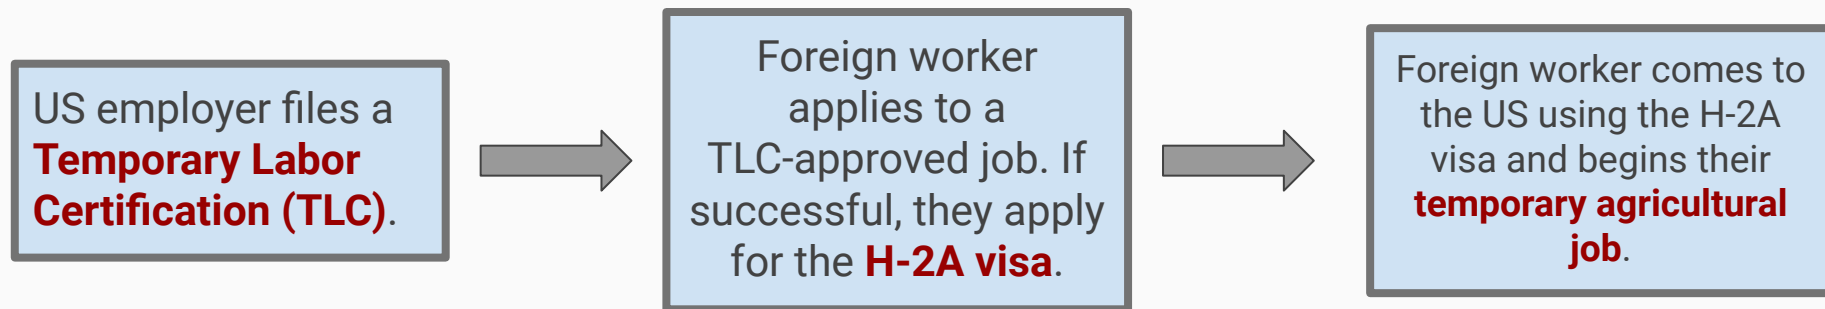 US employer files a
Temporary Labor
Certification (TLC).
Foreign worker
applies to a
TLC-approved job. If
successful, they apply
for the H-2A visa.
Foreign worker comes to
the US using the H-2A
visa and begins their
temporary agricultural
job.